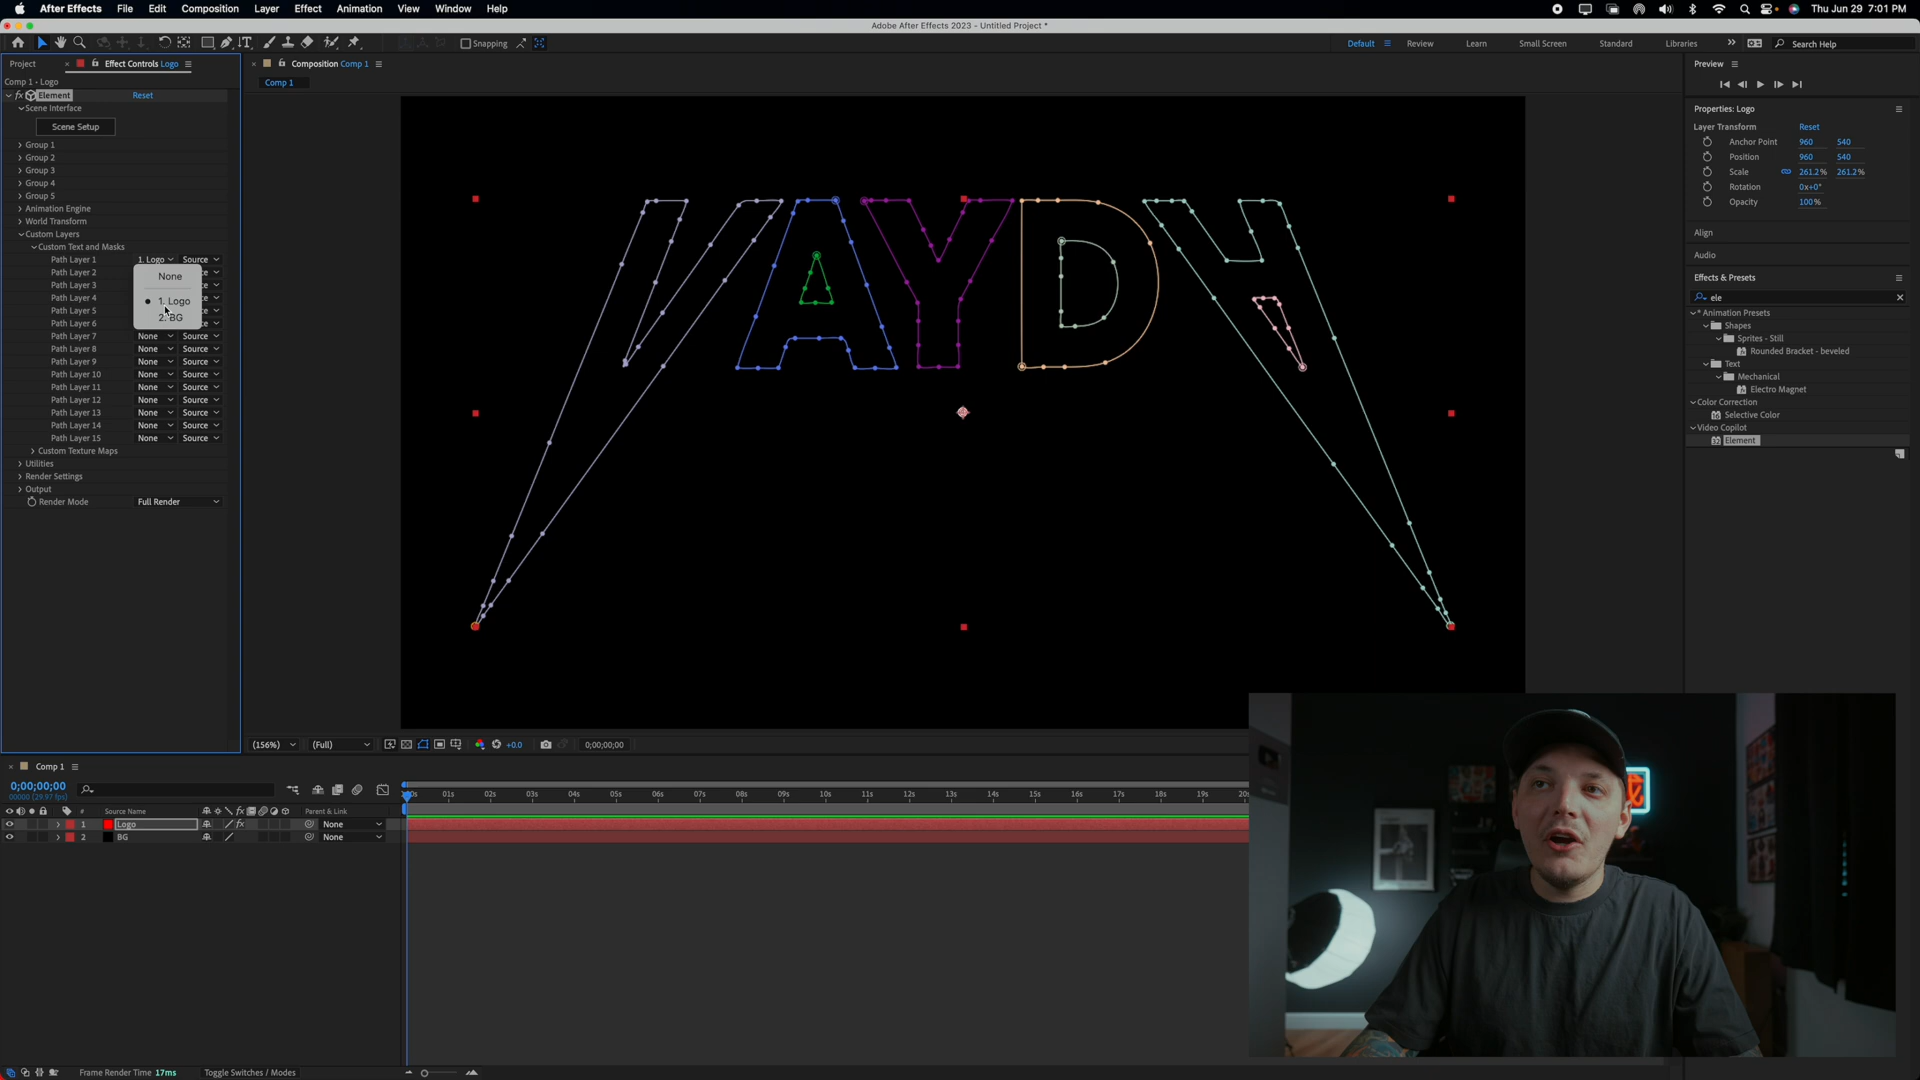 After Effects File Edit Composition Layer Effect Animation View Window Help
Thu Jun 29 7:01 PM
Adobe After Effects 2023 - Untitled Project *
Snapping
Default Review Learn Small Screen Standard Libraries Search Help
Project Effect Controls Logo
Composition Comp 1
Comp 1
Comp 1 • Logo
fx Element Reset
Scene Interface
Scene Setup
Group 1
Group 2
Group 3
Group 4
Group 5
Animation Engine
World Transform
Custom Layers
Custom Text and Masks
Path Layer 1 1. Logo Source
Path Layer 2
Path Layer 3
Path Layer 4
Path Layer 5
Path Layer 6
None
1. Logo
2. BG
Path Layer 7 None Source
Path Layer 8 None Source
Path Layer 9 None Source
Path Layer 10 None Source
Path Layer 11 None Source
Path Layer 12 None Source
Path Layer 13 None Source
Path Layer 14 None Source
Path Layer 15 None Source
Custom Texture Maps
Utilities
Render Settings
Output
Render Mode Full Render
Preview
Properties: Logo
Layer Transform Reset
Anchor Point 960 540
Position 960 540
Scale 261.2% 261.2%
Rotation 0x+0°
Opacity 100%
Align
Audio
Effects & Presets
ele
* Animation Presets
Shapes
Sprites - Still
Rounded Bracket - beveled
Text
Mechanical
Electro Magnet
Color Correction
Selective Color
Video Copilot
Element
(156%) (Full) +0.0 0;00;00;00
Comp 1
0;00;00;00
00000 (29.97 fps)
01s 02s 03s 04s 05s 06s 07s 08s 09s 10s 11s 12s 13s 14s 15s 16s 17s 18s 19s
# Source Name fx Parent & Link
1 Logo fx None
2 BG None
Frame Render Time 17ms Toggle Switches / Modes